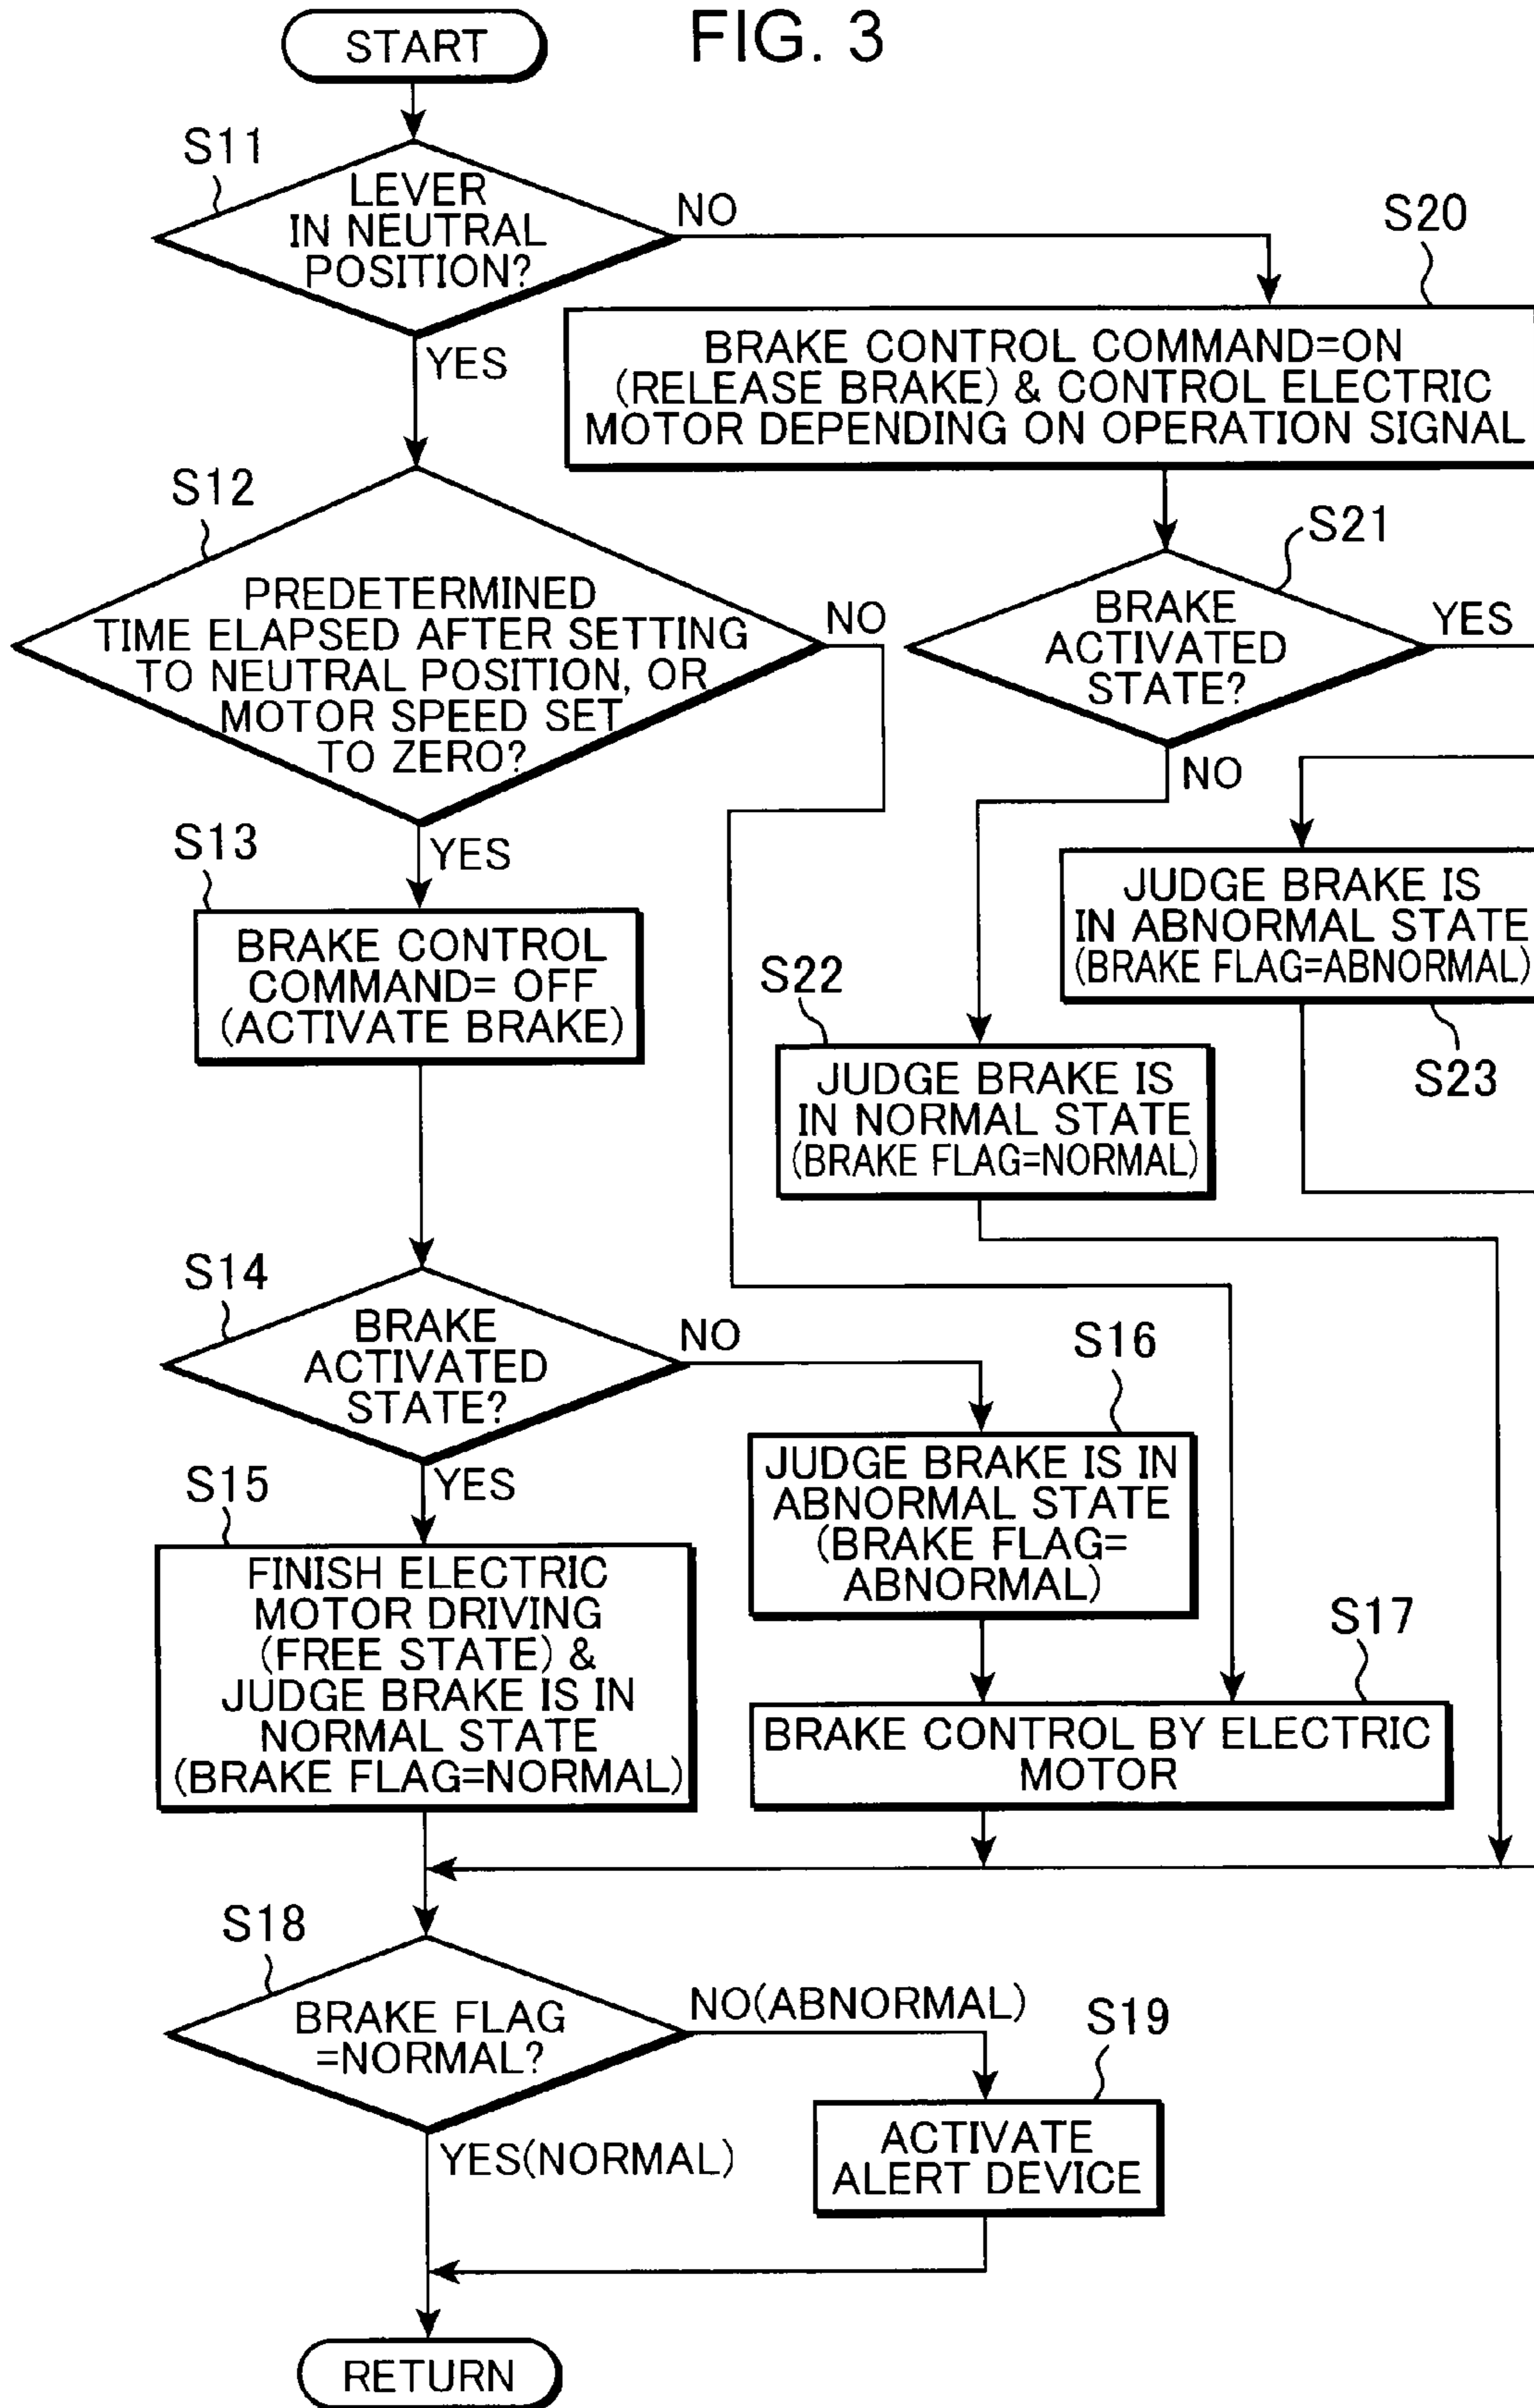 FIG. 3
START
S11
LEVER
IN NEUTRAL
POSITION?
NO
YES
S20
BRAKE CONTROL COMMAND=ON
(RELEASE BRAKE) & CONTROL ELECTRIC
MOTOR DEPENDING ON OPERATION SIGNAL
S12
PREDETERMINED
TIME ELAPSED AFTER SETTING
TO NEUTRAL POSITION, OR
MOTOR SPEED SET
TO ZERO?
NO
YES
S21
BRAKE
ACTIVATED
STATE?
YES
NO
S13
BRAKE CONTROL
COMMAND= OFF
(ACTIVATE BRAKE)
JUDGE BRAKE IS
IN ABNORMAL STATE
(BRAKE FLAG=ABNORMAL)
S23
S22
JUDGE BRAKE IS
IN NORMAL STATE
(BRAKE FLAG=NORMAL)
S14
BRAKE
ACTIVATED
STATE?
NO
YES
S16
JUDGE BRAKE IS IN
ABNORMAL STATE
(BRAKE FLAG=
ABNORMAL)
S15
FINISH ELECTRIC
MOTOR DRIVING
(FREE STATE) &
JUDGE BRAKE IS IN
NORMAL STATE
(BRAKE FLAG=NORMAL)
S17
BRAKE CONTROL BY ELECTRIC
MOTOR
S18
BRAKE FLAG
=NORMAL?
NO(ABNORMAL)
YES(NORMAL)
S19
ACTIVATE
ALERT DEVICE
RETURN